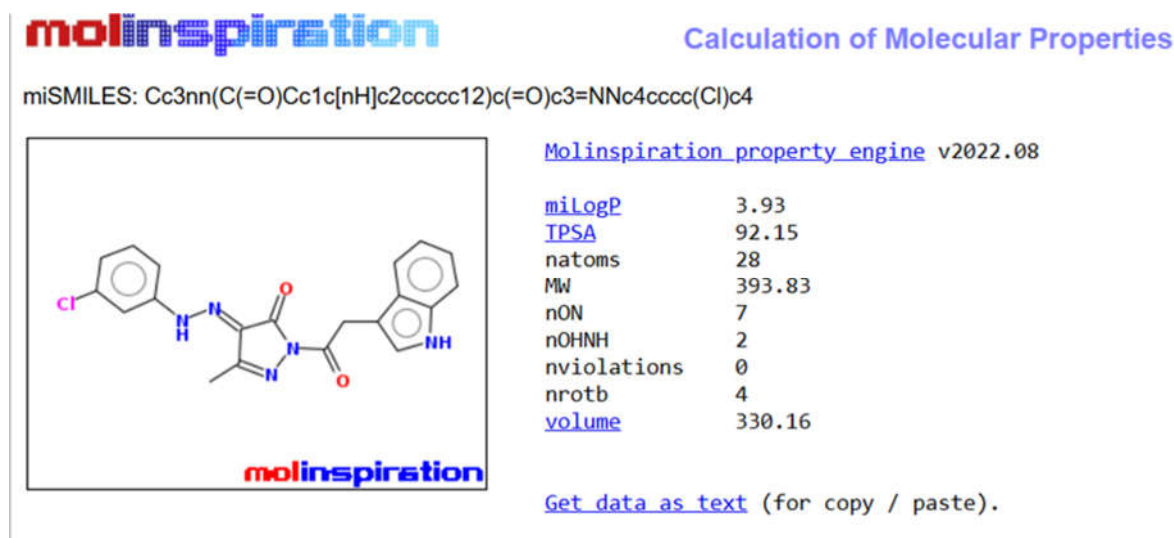 molinspiration
Calculation of Molecular Properties
miSMILES: Cc3nn(C(=O)Cc1c[nH]c2ccccc12)c(=O)c3=NNc4cccc(Cl)c4
Molinspiration property engine v2022.08
miLogP 3.93
TPSA 92.15
natoms 28
MW 393.83
nON 7
nOHNH 2
nviolations 0
nrotb 4
volume 330.16
Get data as text (for copy / paste).
O
Cl
N
N
H
N
N
NH
O
molinspiration